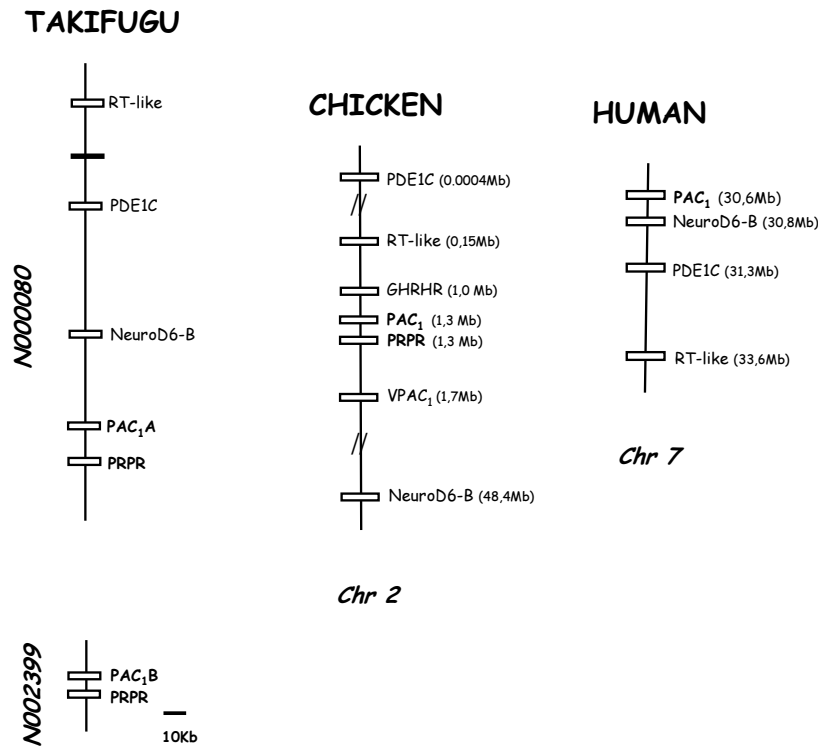 TAKIFUGU
RT-like
PDE1C
NeuroD6-B
PAC₁A
PRPR
N000080
PAC₁B
PRPR
N002399
10Kb
CHICKEN
PDE1C (0.0004Mb)
RT-like (0,15Mb)
GHRHR (1,0 Mb)
PAC₁ (1,3 Mb)
PRPR (1,3 Mb)
VPAC₁ (1,7Mb)
NeuroD6-B (48,4Mb)
Chr 2
HUMAN
PAC₁ (30,6Mb)
NeuroD6-B (30,8Mb)
PDE1C (31,3Mb)
RT-like (33,6Mb)
Chr 7